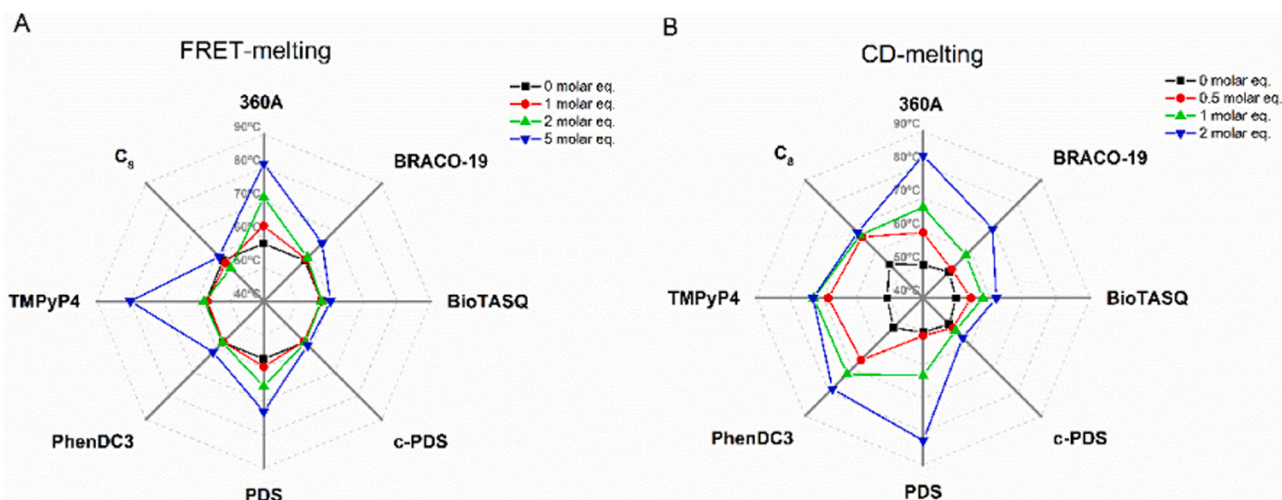 A
FRET-melting
0 molar eq.
1 molar eq.
2 molar eq.
5 molar eq.
360A
90°C
80°C
70°C
60°C
50°C
40°C
BRACO-19
BioTASQ
c-PDS
PDS
PhenDC3
TMPyP4
C₈
B
CD-melting
0 molar eq.
0.5 molar eq.
1 molar eq.
2 molar eq.
360A
90°C
80°C
70°C
60°C
50°C
40°C
BRACO-19
BioTASQ
c-PDS
PDS
PhenDC3
TMPyP4
C₈